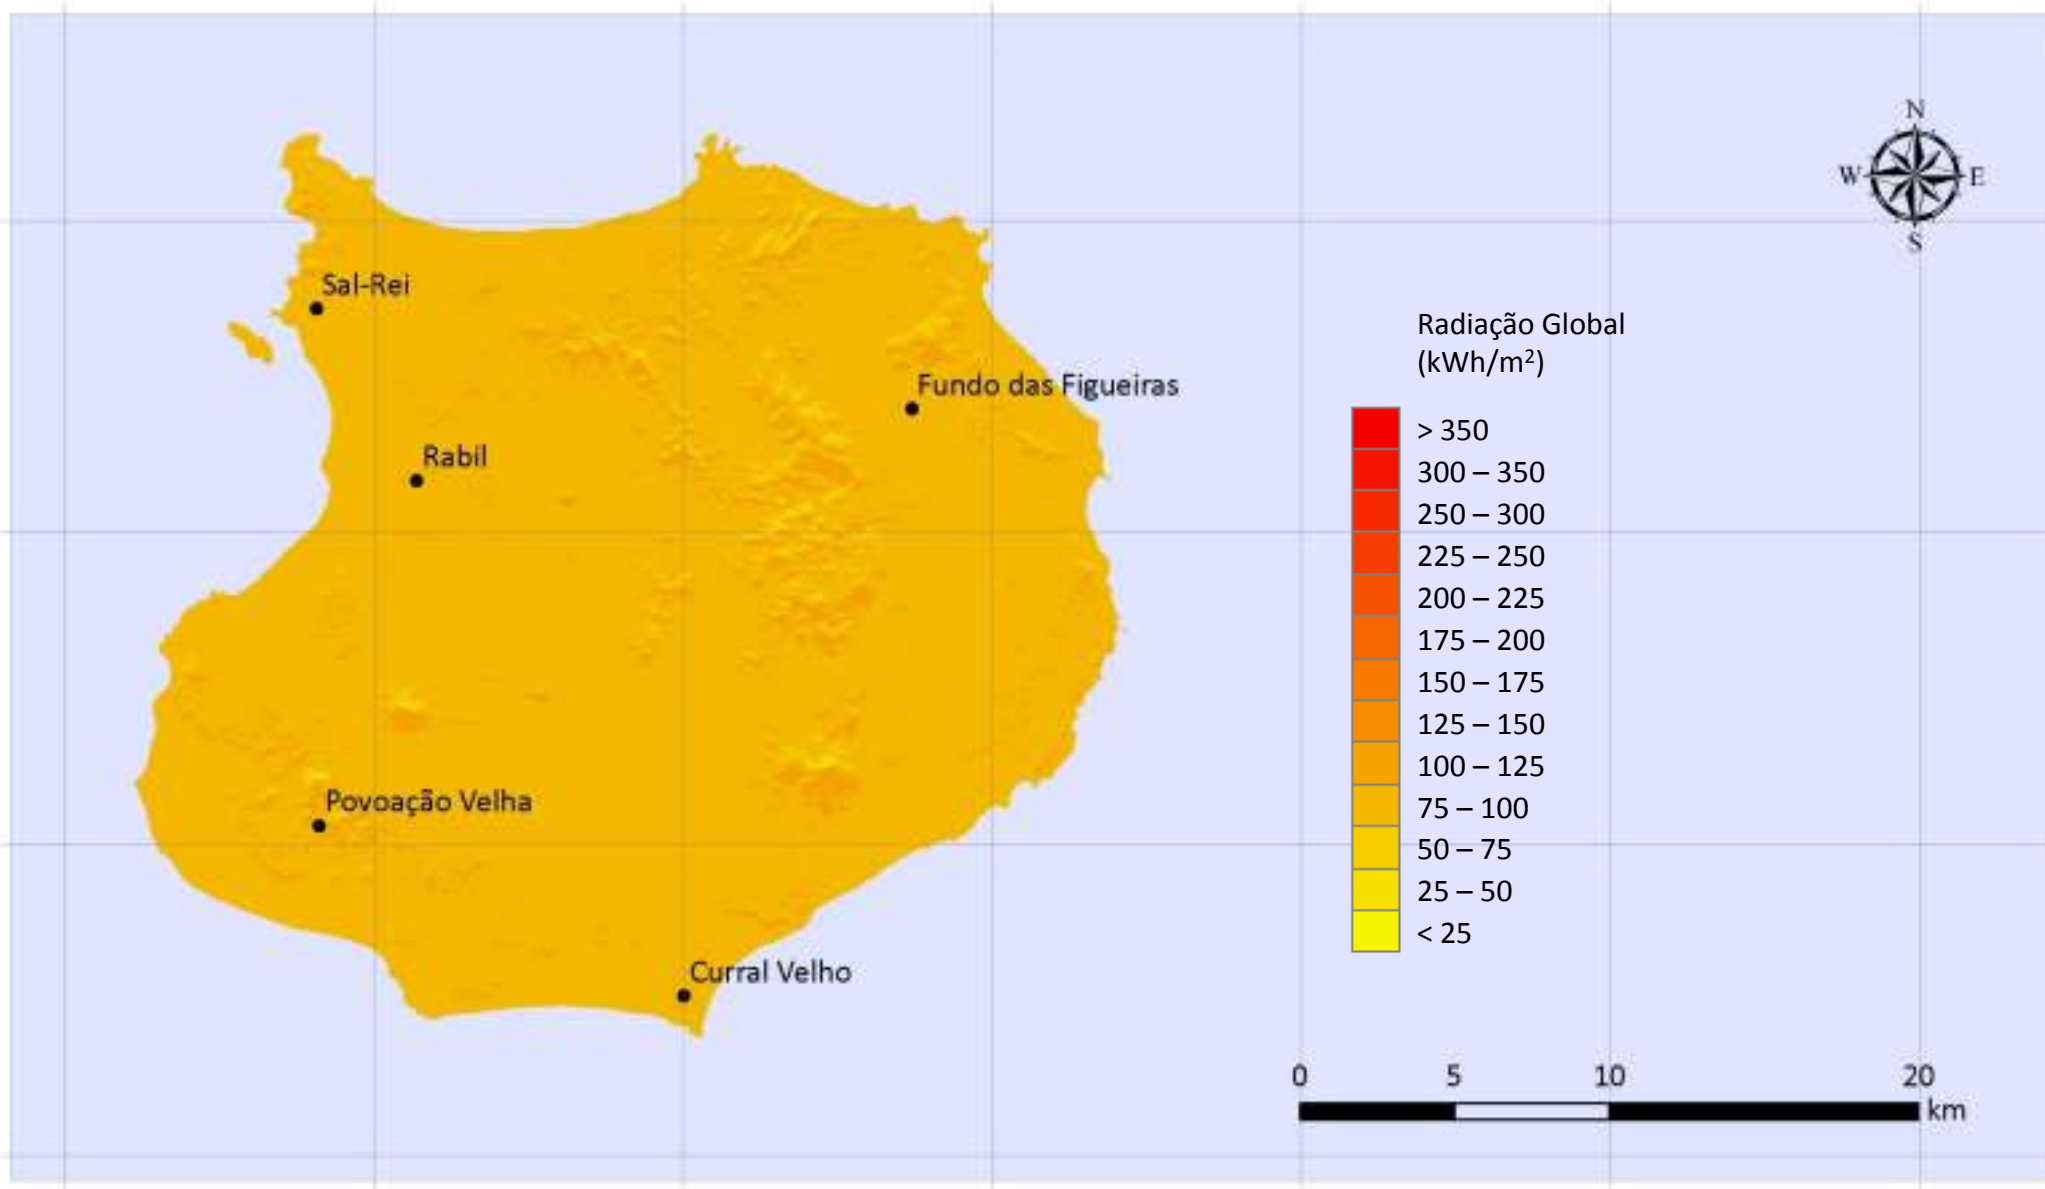 N
W E
S
Sal-Rei
Radiação Global
(kWh/m²)
Fundo das Figueiras
Rabil
> 350
300 – 350
250 – 300
225 – 250
200 – 225
175 – 200
150 – 175
125 – 150
100 – 125
75 – 100
50 – 75
25 – 50
< 25
Povoação Velha
Curral Velho
0 5 10 20
km